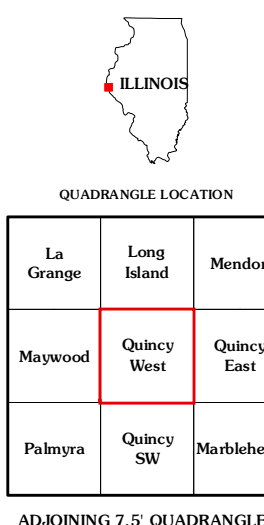 ILLINOIS
QUADRANGLE LOCATION
La Long
Grange Island Mendon
Maywood Quincy West Quincy East
Palmyra Quincy SW Marblehe
ADJOINING 7.5' QUADRANGLE